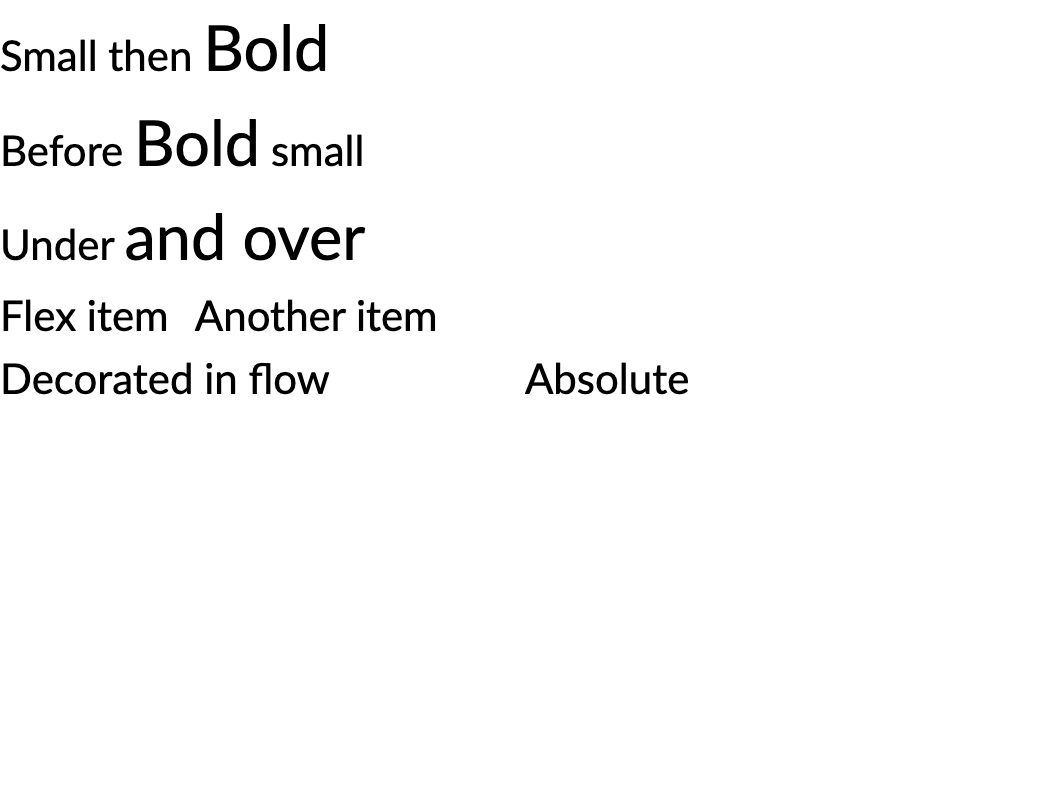 Small then Bold
Before Bold small
Under and over
Flex item Another item
Decorated in flow Absolute